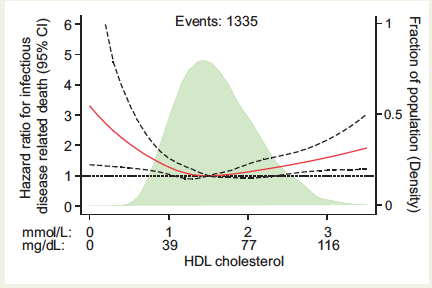 Events: 1335
Hazard ratio for infectious
disease related death (95% CI)
6
5
4
3
2
1
0
1
0.5
0
Fraction of population (Density)
mmol/L: 0 1 2 3
mg/dL: 0 39 77 116
HDL cholesterol